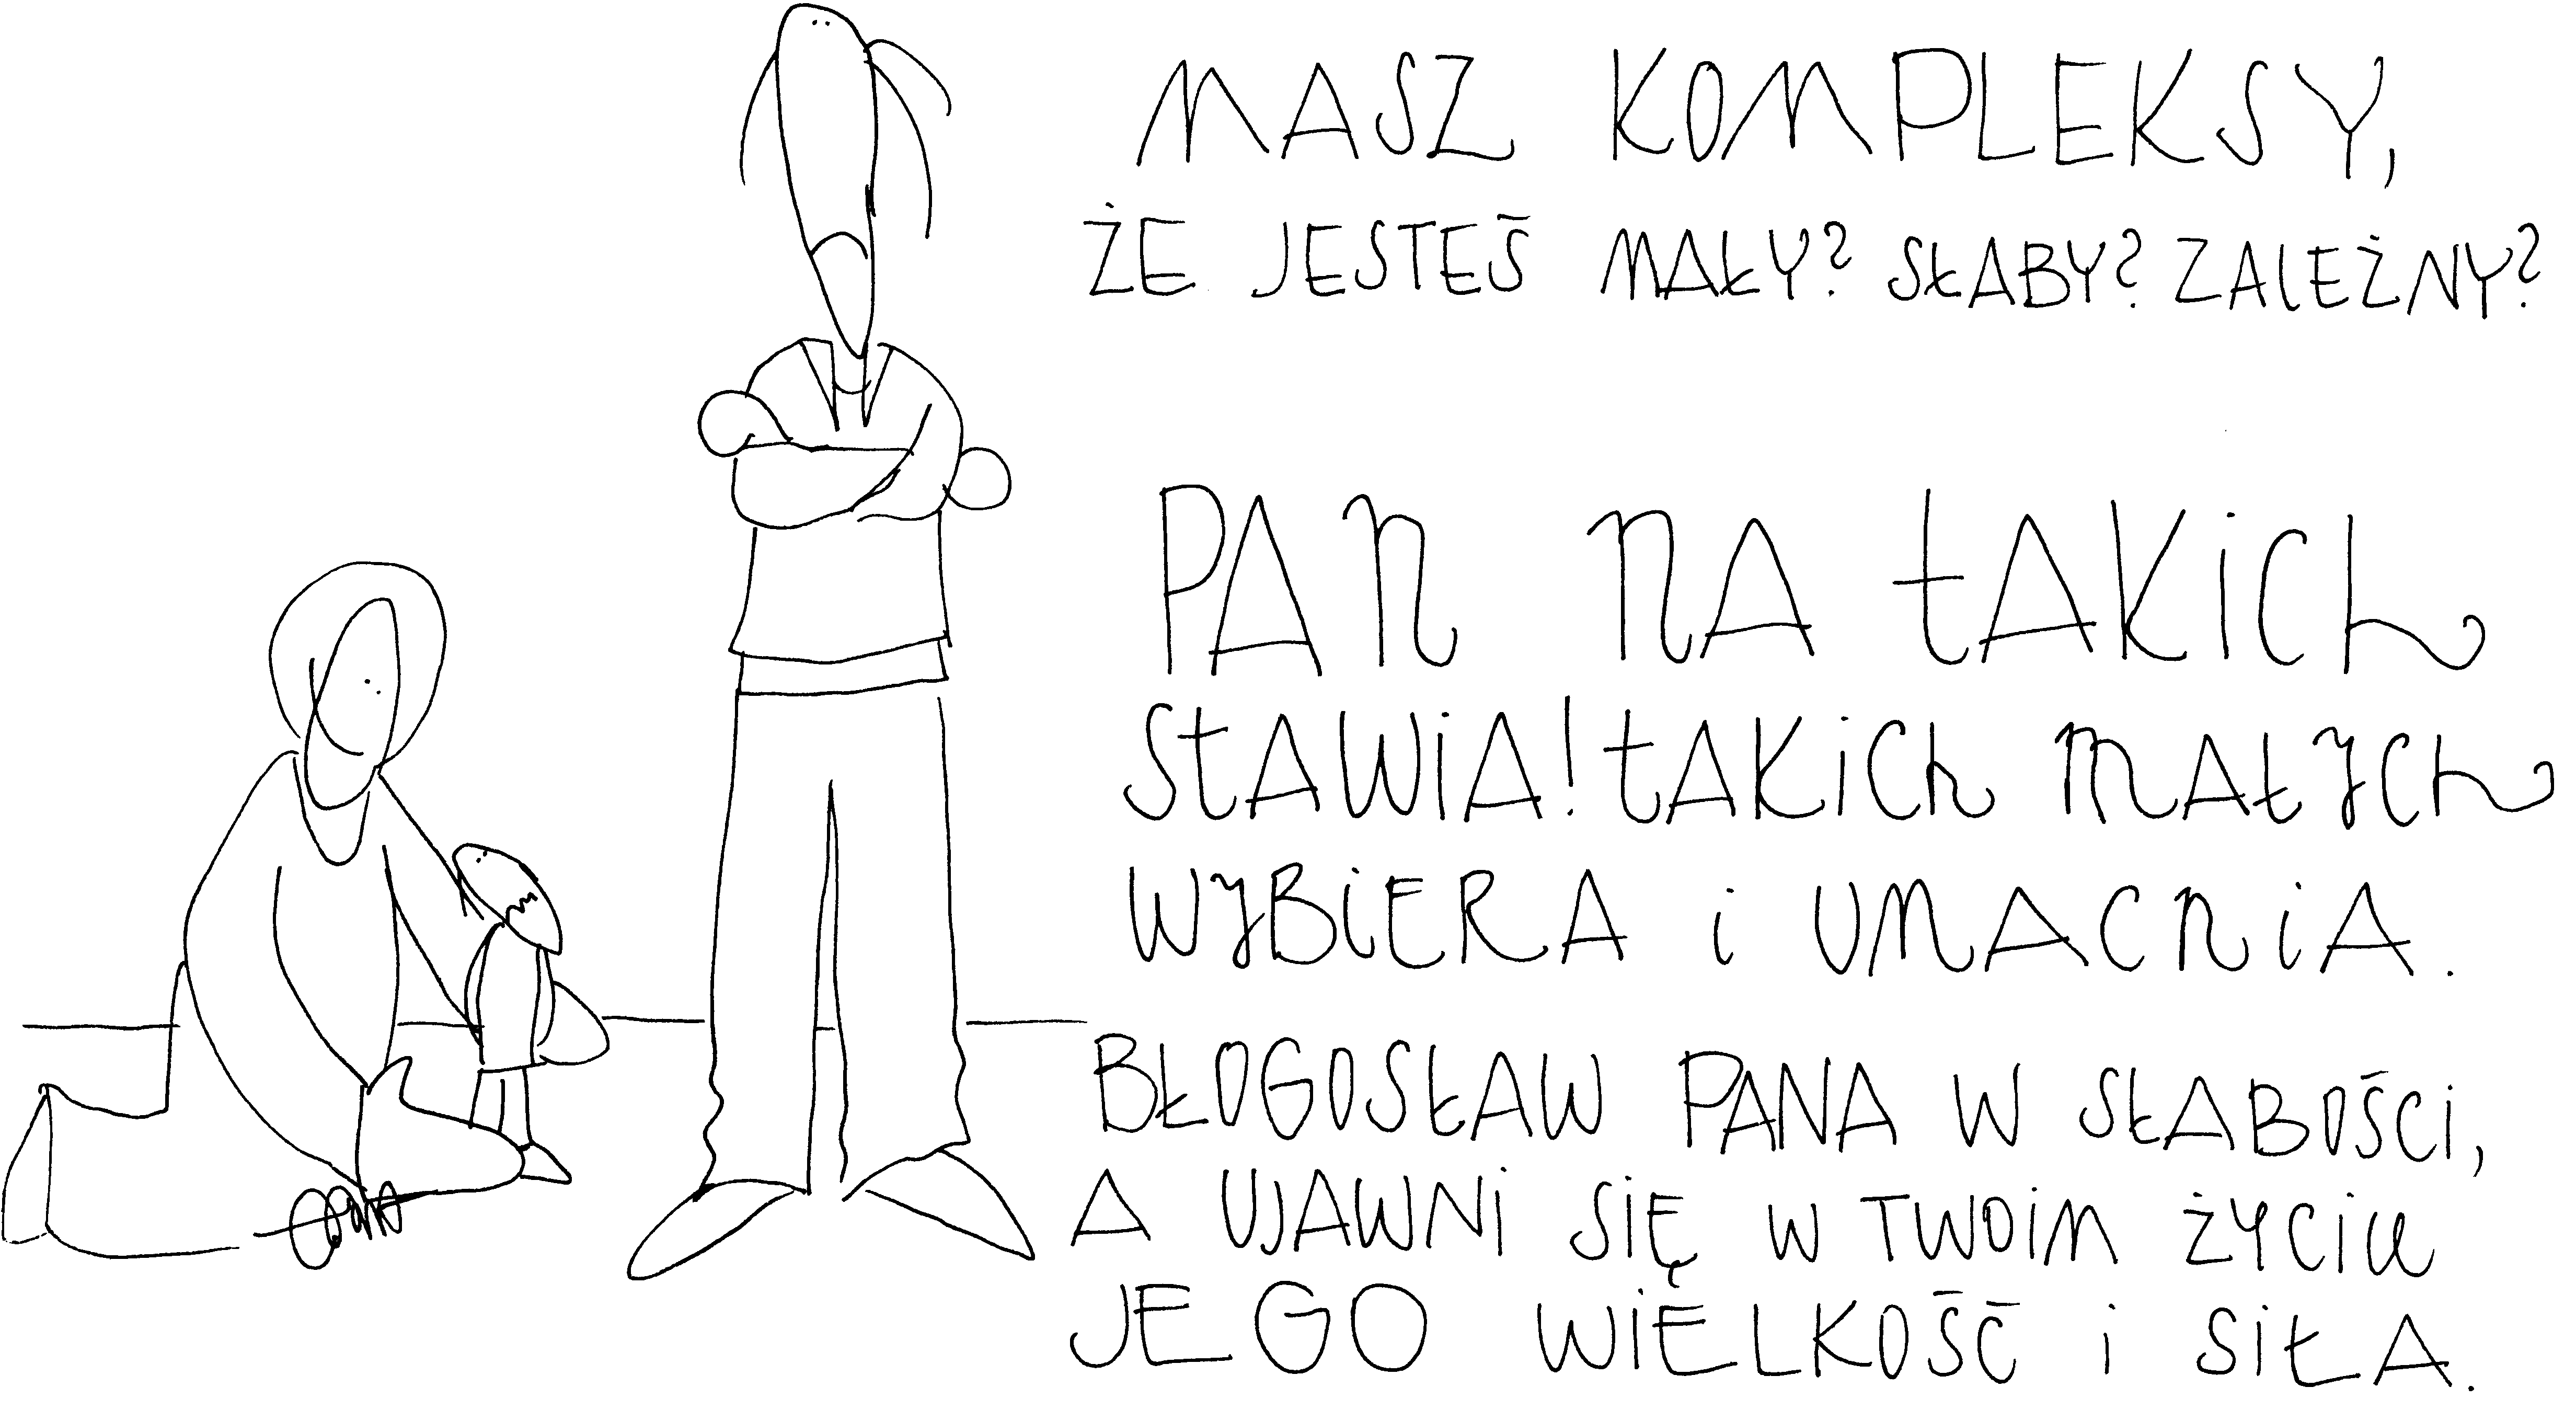 MASZ KOMPLEKSY,
ŻE JESTEŚ MAŁY? SŁABY? ZALEŻNY?
PAN NA TAKICH
STAWIA! TAKICH MAŁYCH
WYBIERA i UMACNIA.
BŁOGOSŁAW PANA W SŁABOŚCI,
A UJAWNI SIĘ W TWOIM ŻYCIU
JEGO WIELKOŚĆ i SIŁA.